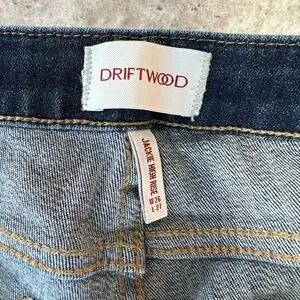 DRIFTWOOD
JACKIE HIGH RISE
W 26
L 27